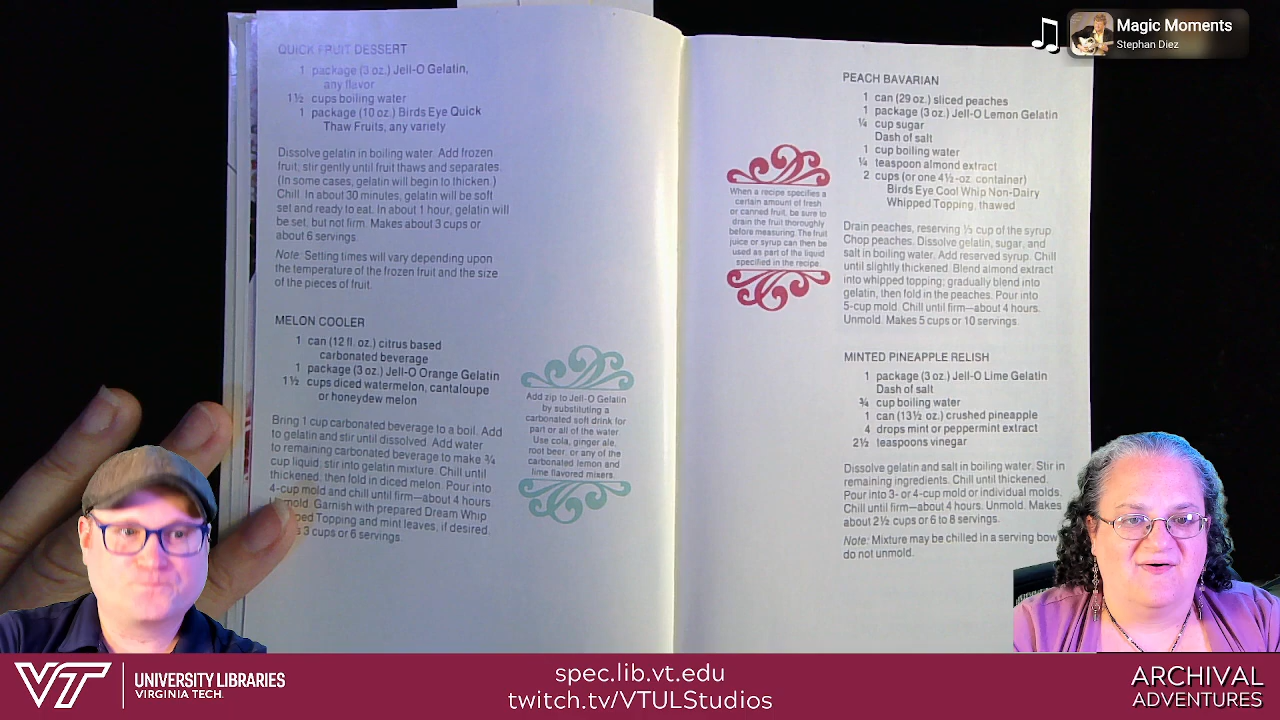 QUICK FRUIT DESSERT
1 package (3 oz.) Jell-O Gelatin,
any flavor
1½ cups boiling water
1 package (10 oz.) Birds Eye Quick
Thaw Fruits, any variety
Dissolve gelatin in boiling water. Add frozen
fruit, stir gently until fruit thaws and separates.
(In some cases, gelatin will begin to thicken.)
Chill. In about 30 minutes, gelatin will be soft
set and ready to eat. In about 1 hour, gelatin will
be set, but not firm. Makes about 3 cups or
about 6 servings.
Note: Setting times will vary depending upon
the temperature of the frozen fruit and the size
of the pieces of fruit.
MELON COOLER
1 can (12 fl. oz.) citrus based
carbonated beverage
1 package (3 oz.) Jell-O Orange Gelatin
1½ cups diced watermelon, cantaloupe
or honeydew melon
Bring 1 cup carbonated beverage to a boil. Add
to gelatin and stir until dissolved. Add water
to remaining carbonated beverage to make ¾
cup liquid; stir into gelatin mixture. Chill until
thickened, then fold in diced melon. Pour into
4-cup mold and chill until firm—about 4 hours.
Garnish with prepared Dream Whip
Topping and mint leaves, if desired.
3 cups or 6 servings.
Add zip to Jell-O Gelatin
by substituting a
carbonated soft drink for
part or all of the water.
Use cola, ginger ale,
root beer, or any of the
carbonated lemon and
lime flavored mixers.
When a recipe specifies a
certain amount of fresh
or canned fruit, be sure to
drain the fruit thoroughly
before measuring. The fruit
juice or syrup can then be
used as part of the liquid
specified in the recipe.
PEACH BAVARIAN
1 can (29 oz.) sliced peaches
1 package (3 oz.) Jell-O Lemon Gelatin
¼ cup sugar
Dash of salt
1 cup boiling water
¼ teaspoon almond extract
2 cups (or one 4½-oz. container)
Birds Eye Cool Whip Non-Dairy
Whipped Topping, thawed
Drain peaches, reserving ⅓ cup of the syrup.
Chop peaches. Dissolve gelatin, sugar, and
salt in boiling water. Add reserved syrup. Chill
until slightly thickened. Blend almond extract
into whipped topping; gradually blend into
gelatin, then fold in the peaches. Pour into
5-cup mold. Chill until firm—about 4 hours.
Unmold. Makes 5 cups or 10 servings.
MINTED PINEAPPLE RELISH
1 package (3 oz.) Jell-O Lime Gelatin
Dash of salt
¾ cup boiling water
1 can (13½ oz.) crushed pineapple
4 drops mint or peppermint extract
2½ teaspoons vinegar
Dissolve gelatin and salt in boiling water. Stir in
remaining ingredients. Chill until thickened.
Pour into 3- or 4-cup mold or individual molds.
Chill until firm—about 4 hours. Unmold. Makes
about 2½ cups or 6 to 8 servings.
Note: Mixture may be chilled in a serving bow
do not unmold.
Magic Moments
Stephan Diez
VT UNIVERSITY LIBRARIES
VIRGINIA TECH.
spec.lib.vt.edu
twitch.tv/VTULStudios
ARCHIVAL
ADVENTURES